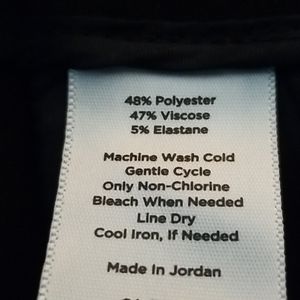 48% Polyester
47% Viscose
5% Elastane
Machine Wash Cold
Gentle Cycle
Only Non-Chlorine
Bleach When Needed
Line Dry
Cool Iron, If Needed
Made In Jordan